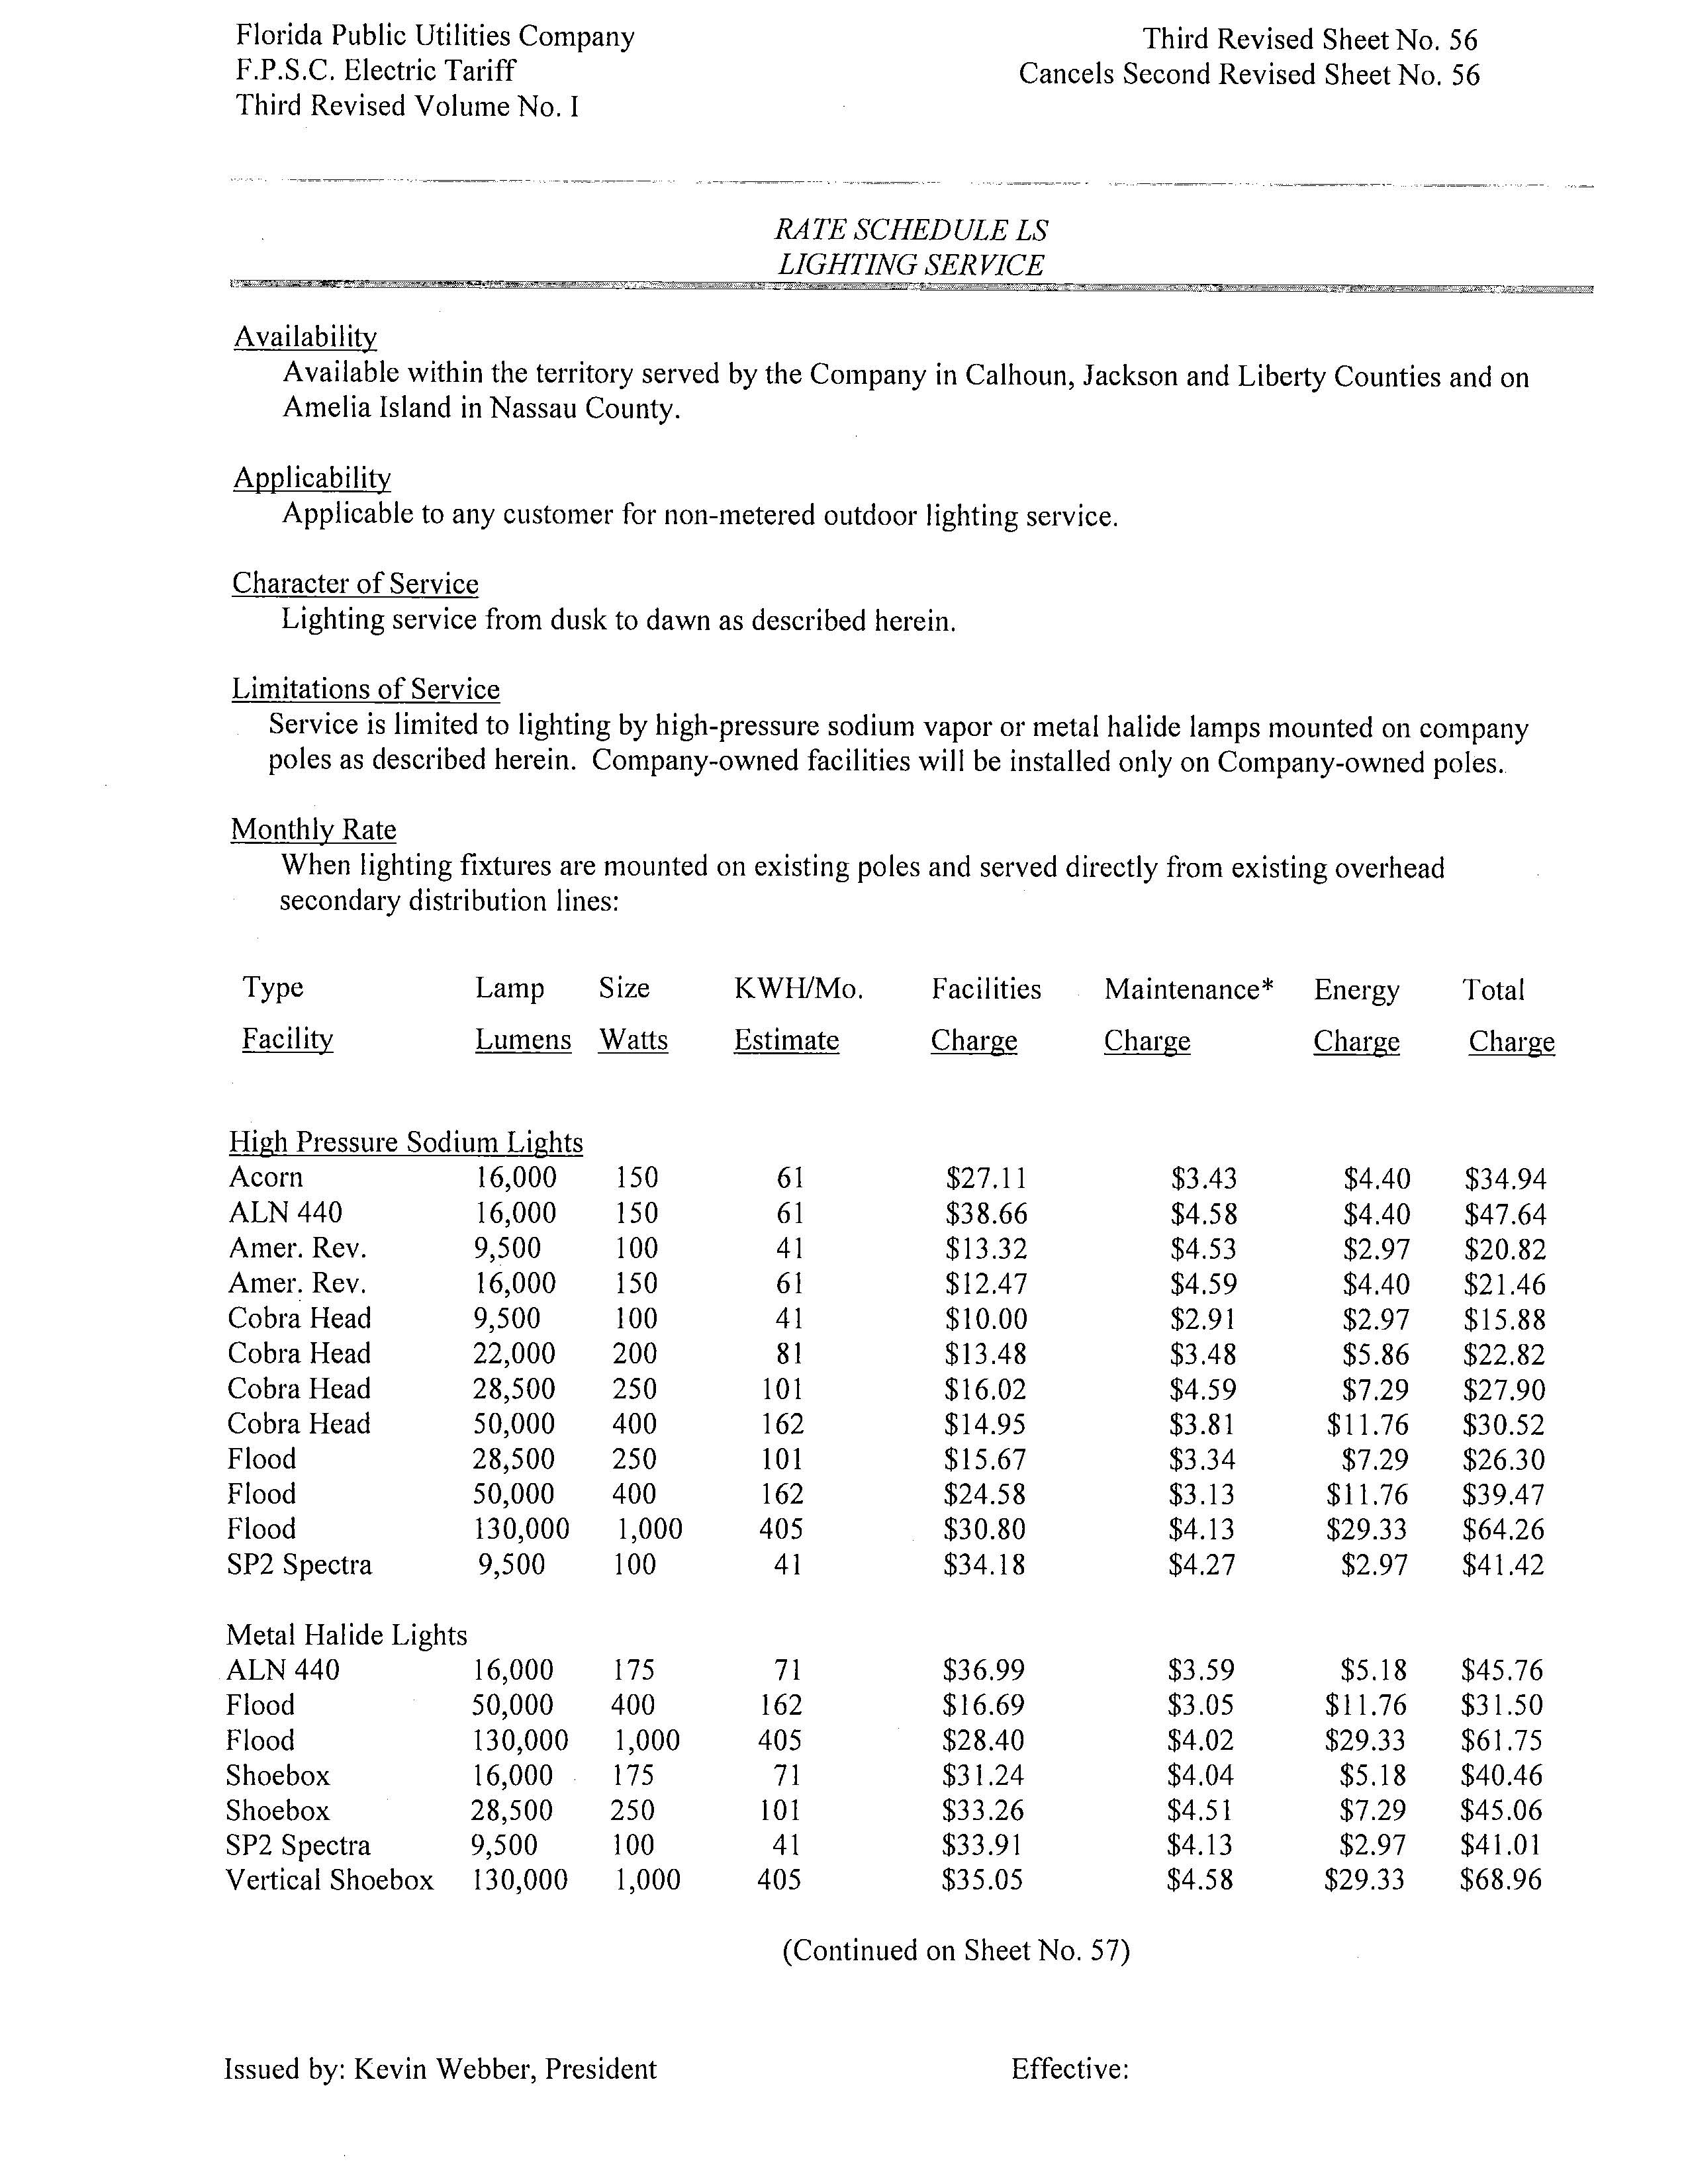 Florida Public Utilities Company
F.P.S.C. Electric Tariff
Third Revised Volume No. I
Third Revised Sheet No. 56
Cancels Second Revised Sheet No. 56
RATE SCHEDULE LS
LIGHTING SERVICE
Availability
Available within the territory served by the Company in Calhoun, Jackson and Liberty Counties and on
Amelia Island in Nassau County.
Applicability
Applicable to any customer for non-metered outdoor lighting service.
Character of Service
Lighting service from dusk to dawn as described herein.
Limitations of Service
Service is limited to lighting by high-pressure sodium vapor or metal halide lamps mounted on company
poles as described herein. Company-owned facilities will be installed only on Company-owned poles.
Monthly Rate
When lighting fixtures are mounted on existing poles and served directly from existing overhead
secondary distribution lines:
Type Lamp Size KWH/Mo. Facilities Maintenance* Energy Total
Facility Lumens Watts Estimate Charge Charge Charge Charge
High Pressure Sodium Lights
Acorn 16,000 150 61 $27.11 $3.43 $4.40 $34.94
ALN 440 16,000 150 61 $38.66 $4.58 $4.40 $47.64
Amer. Rev. 9,500 100 41 $13.32 $4.53 $2.97 $20.82
Amer. Rev. 16,000 150 61 $12.47 $4.59 $4.40 $21.46
Cobra Head 9,500 100 41 $10.00 $2.91 $2.97 $15.88
Cobra Head 22,000 200 81 $13.48 $3.48 $5.86 $22.82
Cobra Head 28,500 250 101 $16.02 $4.59 $7.29 $27.90
Cobra Head 50,000 400 162 $14.95 $3.81 $11.76 $30.52
Flood 28,500 250 101 $15.67 $3.34 $7.29 $26.30
Flood 50,000 400 162 $24.58 $3.13 $11.76 $39.47
Flood 130,000 1,000 405 $30.80 $4.13 $29.33 $64.26
SP2 Spectra 9,500 100 41 $34.18 $4.27 $2.97 $41.42
Metal Halide Lights
ALN 440 16,000 175 71 $36.99 $3.59 $5.18 $45.76
Flood 50,000 400 162 $16.69 $3.05 $11.76 $31.50
Flood 130,000 1,000 405 $28.40 $4.02 $29.33 $61.75
Shoebox 16,000 175 71 $31.24 $4.04 $5.18 $40.46
Shoebox 28,500 250 101 $33.26 $4.51 $7.29 $45.06
SP2 Spectra 9,500 100 41 $33.91 $4.13 $2.97 $41.01
Vertical Shoebox 130,000 1,000 405 $35.05 $4.58 $29.33 $68.96
(Continued on Sheet No. 57)
Issued by: Kevin Webber, President Effective: